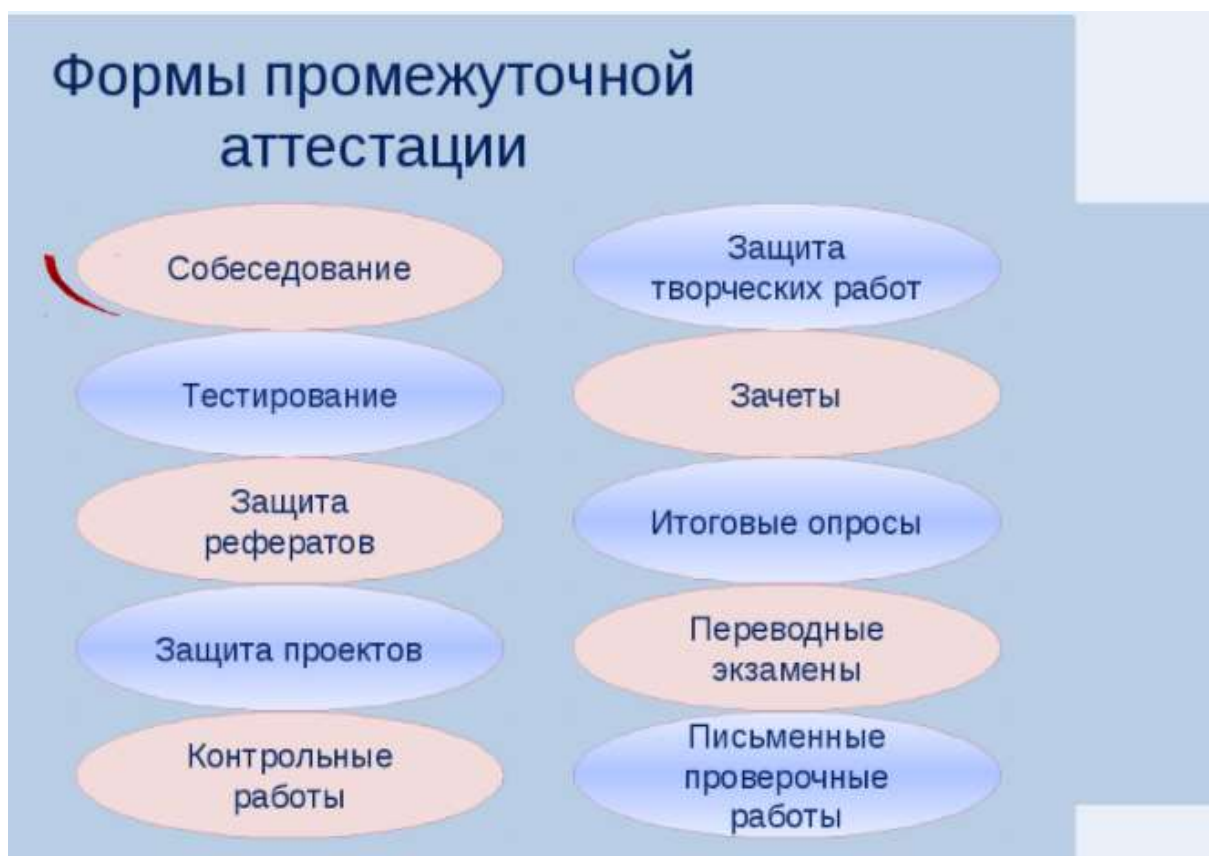 Формы промежуточной
аттестации
Собеседование
Тестирование
Защита
рефератов
Защита проектов
Контрольные
работы
Защита
творческих работ
Зачеты
Итоговые опросы
Переводные
экзамены
Письменные
проверочные
работы